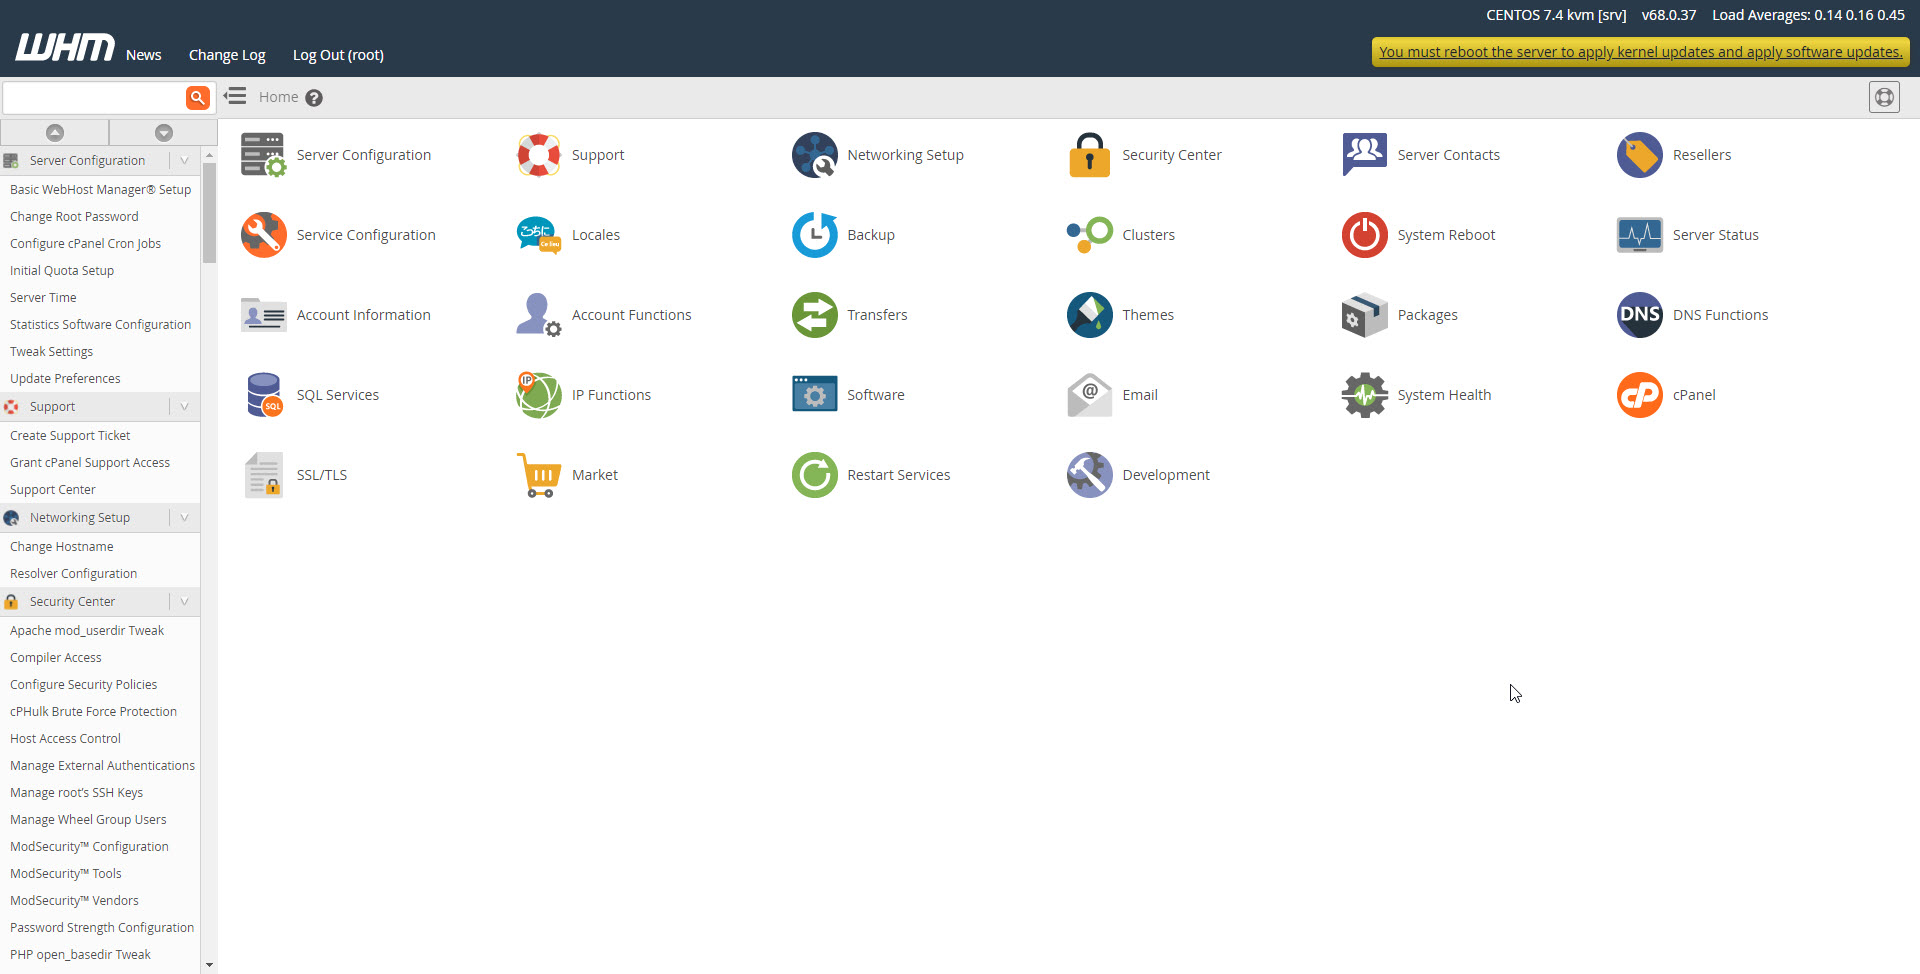 CENTOS 7.4 kvm [srv] v68.0.37 Load Averages: 0.14 0.16 0.45
WHM News Change Log Log Out (root)
You must reboot the server to apply kernel updates and apply software updates.
Home ?
Server Configuration
Basic WebHost Manager® Setup
Change Root Password
Configure cPanel Cron Jobs
Initial Quota Setup
Server Time
Statistics Software Configuration
Tweak Settings
Update Preferences
Support
Create Support Ticket
Grant cPanel Support Access
Support Center
Networking Setup
Change Hostname
Resolver Configuration
Security Center
Apache mod_userdir Tweak
Compiler Access
Configure Security Policies
cPHulk Brute Force Protection
Host Access Control
Manage External Authentications
Manage root's SSH Keys
Manage Wheel Group Users
ModSecurity™ Configuration
ModSecurity™ Tools
ModSecurity™ Vendors
Password Strength Configuration
PHP open_basedir Tweak
Server Configuration
Support
Networking Setup
Security Center
Server Contacts
Resellers
Service Configuration
Locales
Backup
Clusters
System Reboot
Server Status
Account Information
Account Functions
Transfers
Themes
Packages
DNS
DNS Functions
SQL
SQL Services
IP
IP Functions
Software
@
Email
System Health
cP
cPanel
SSL/TLS
Market
Restart Services
Development